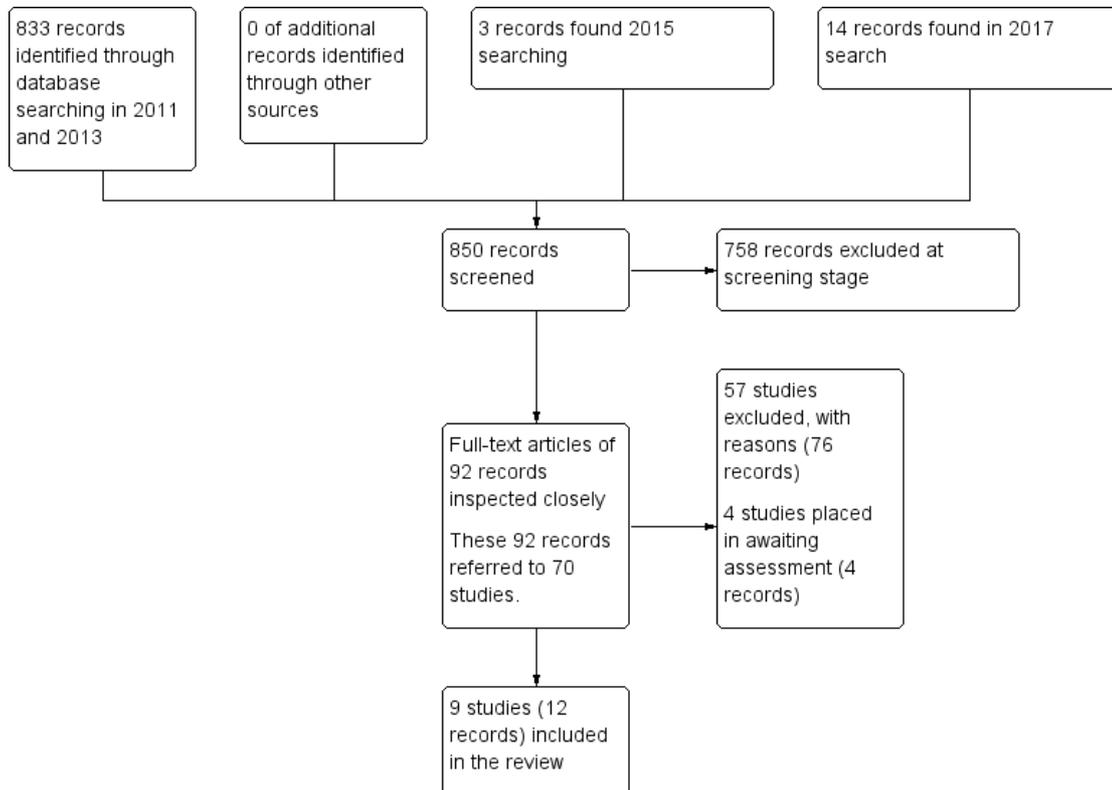 833 records
identified through
database
searching in 2011
and 2013
0 of additional
records identified
through other
sources
3 records found 2015
searching
14 records found in 2017
search
850 records
screened
758 records excluded at
screening stage
Full-text articles of
92 records
inspected closely
These 92 records
referred to 70
studies.
57 studies
excluded, with
reasons (76
records)
4 studies placed
in awaiting
assessment (4
records)
9 studies (12
records) included
in the review